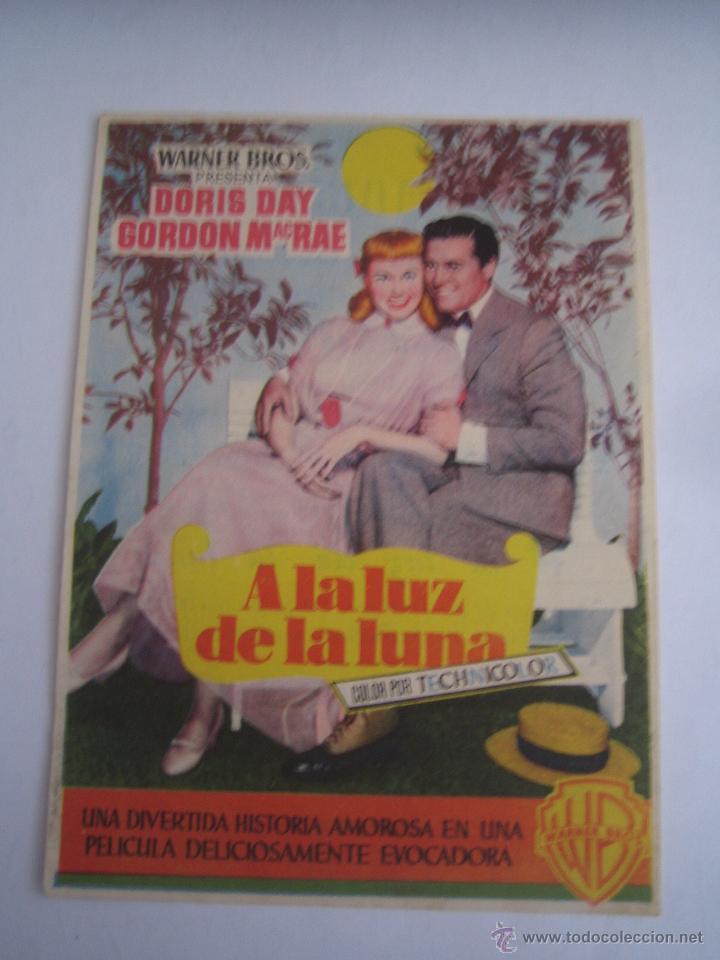 WARNER BROS.
PRESENTA
DORIS DAY
GORDON MACRAE
A la luz
de la luna
COLOR POR TECHNICOLOR
UNA DIVERTIDA HISTORIA AMOROSA EN UNA
PELICULA DELICIOSAMENTE EVOCADORA
WB
WARNER BROS
www.todocoleccion.net